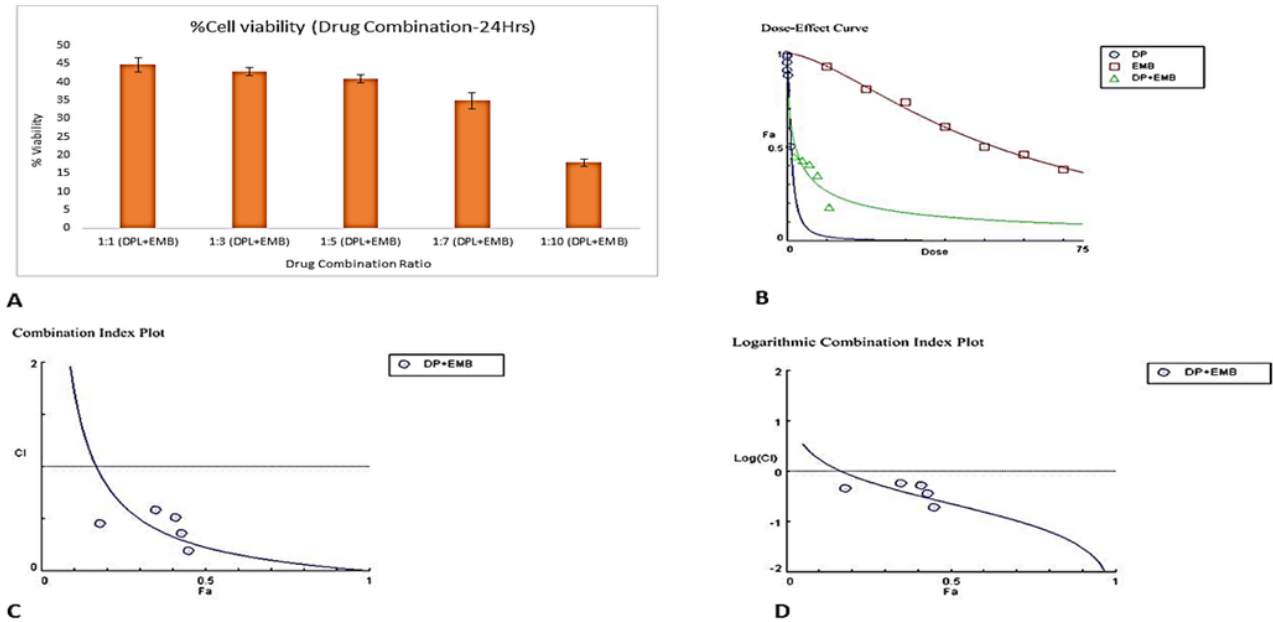 %Cell viability (Drug Combination-24Hrs)
50
45
40
35
30
25
20
15
10
5
0
% Viability
1:1 (DPL+EMB) 1:3 (DPL+EMB) 1:5 (DPL+EMB) 1:7 (DPL+EMB) 1:10 (DPL+EMB)
Drug Combination Ratio
A
Dose-Effect Curve
DP
EMB
DP+EMB
1
Fa
0.5
0
0 75
Dose
B
Combination Index Plot
DP+EMB
2
CI
0
0 0.5 1
Fa
C
Logarithmic Combination Index Plot
DP+EMB
2
1
Log(CI)
0
-1
-2
0 0.5 1
Fa
D